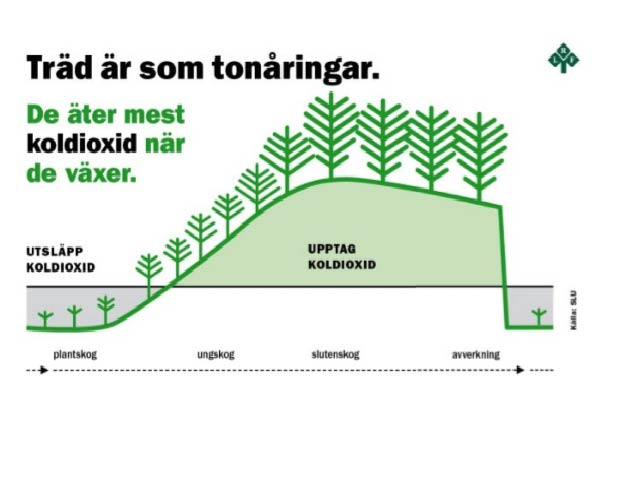 Träd är som tonåringar.
De äter mest
koldioxid när
de växer.
LRF
UTSLÄPP
KOLDIOXID
UPPTAG
KOLDIOXID
Källa: SLU
plantskog ungskog slutenskog avverkning